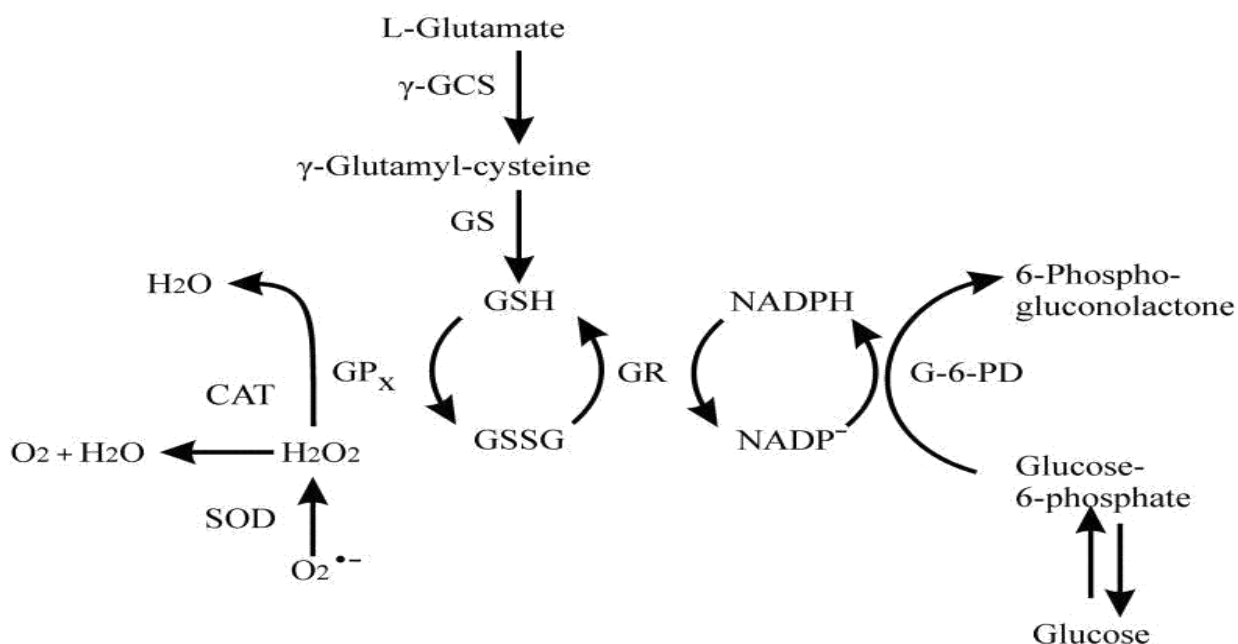 L-Glutamate
γ-GCS
γ-Glutamyl-cysteine
GS
H2O
GSH
NADPH
6-Phospho-
gluconolactone
CAT
GPX
GR
G-6-PD
O2 + H2O
H2O2
GSSG
NADP⁻
Glucose-
6-phosphate
SOD
O2•−
Glucose